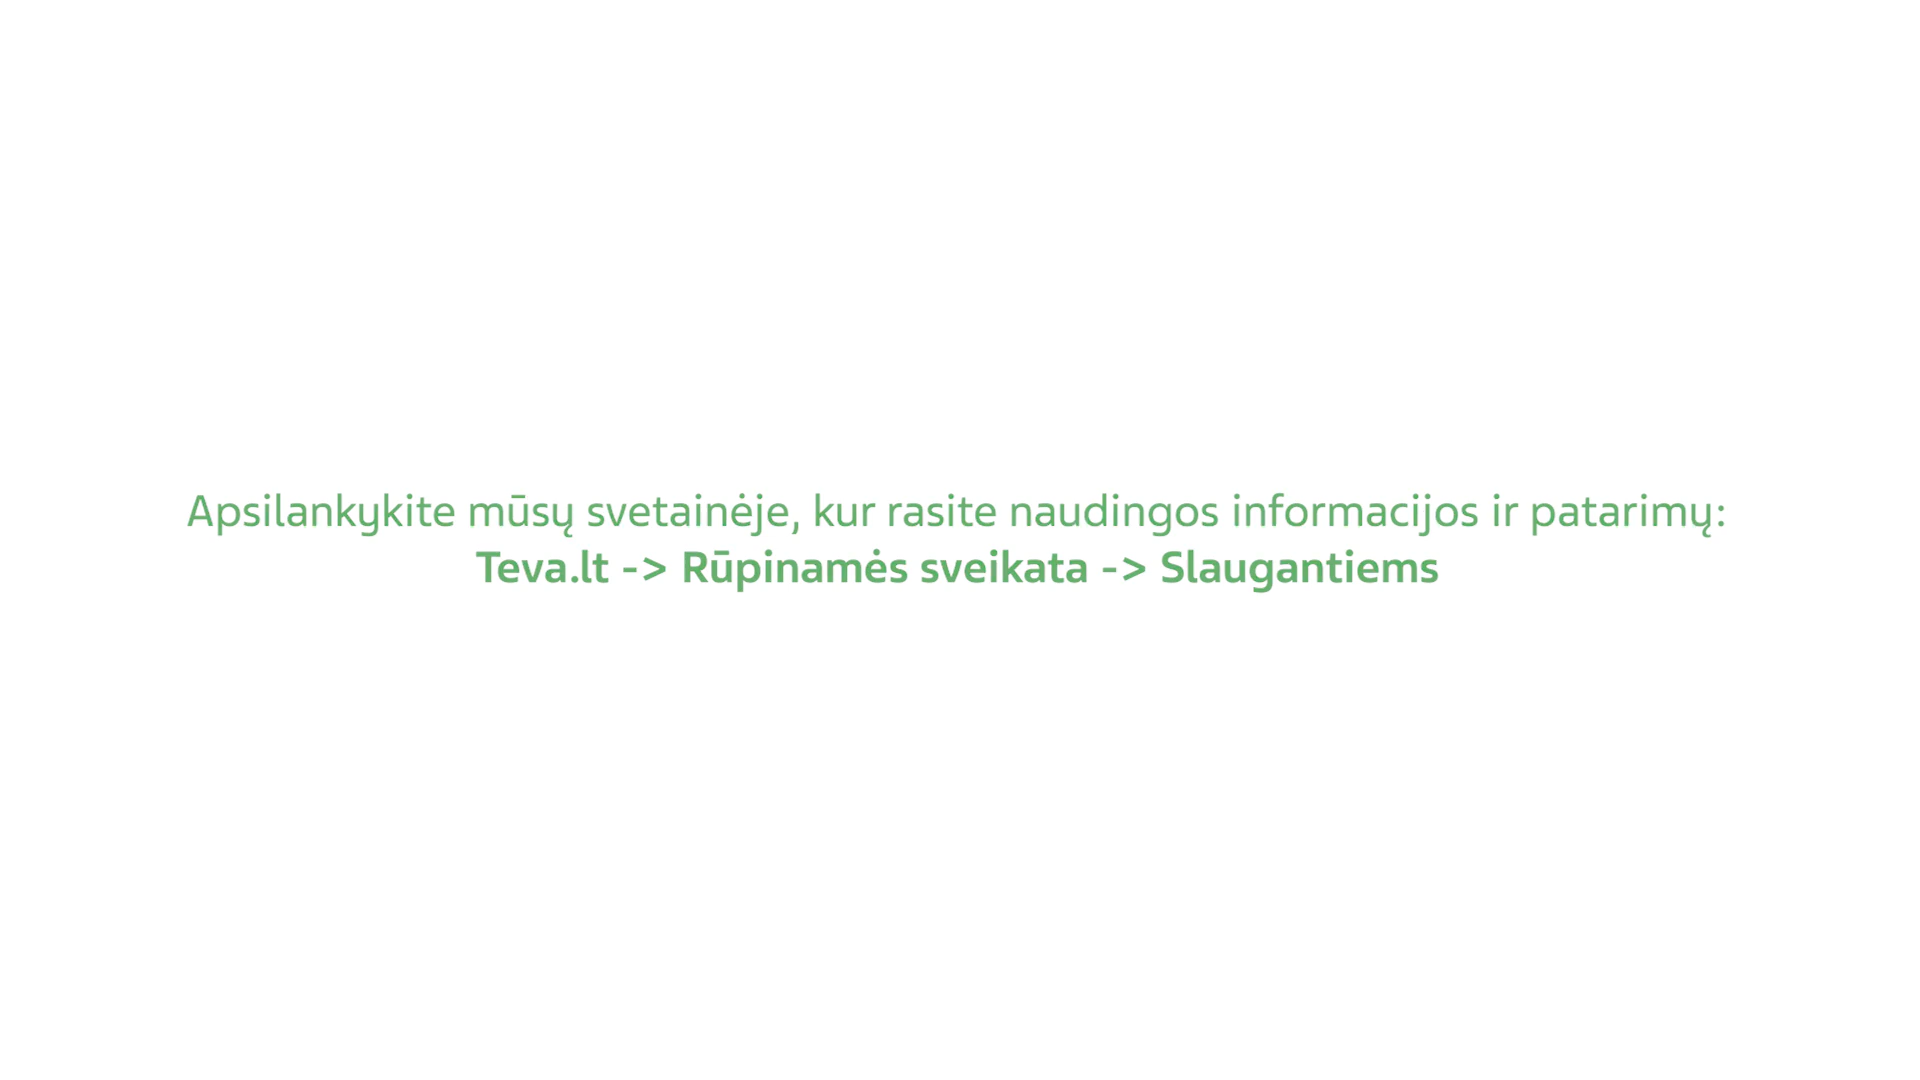 Apsilankykite mūsų svetainėje, kur rasite naudingos informacijos ir patarimų:
Teva.lt -> Rūpinamės sveikata -> Slaugantiems